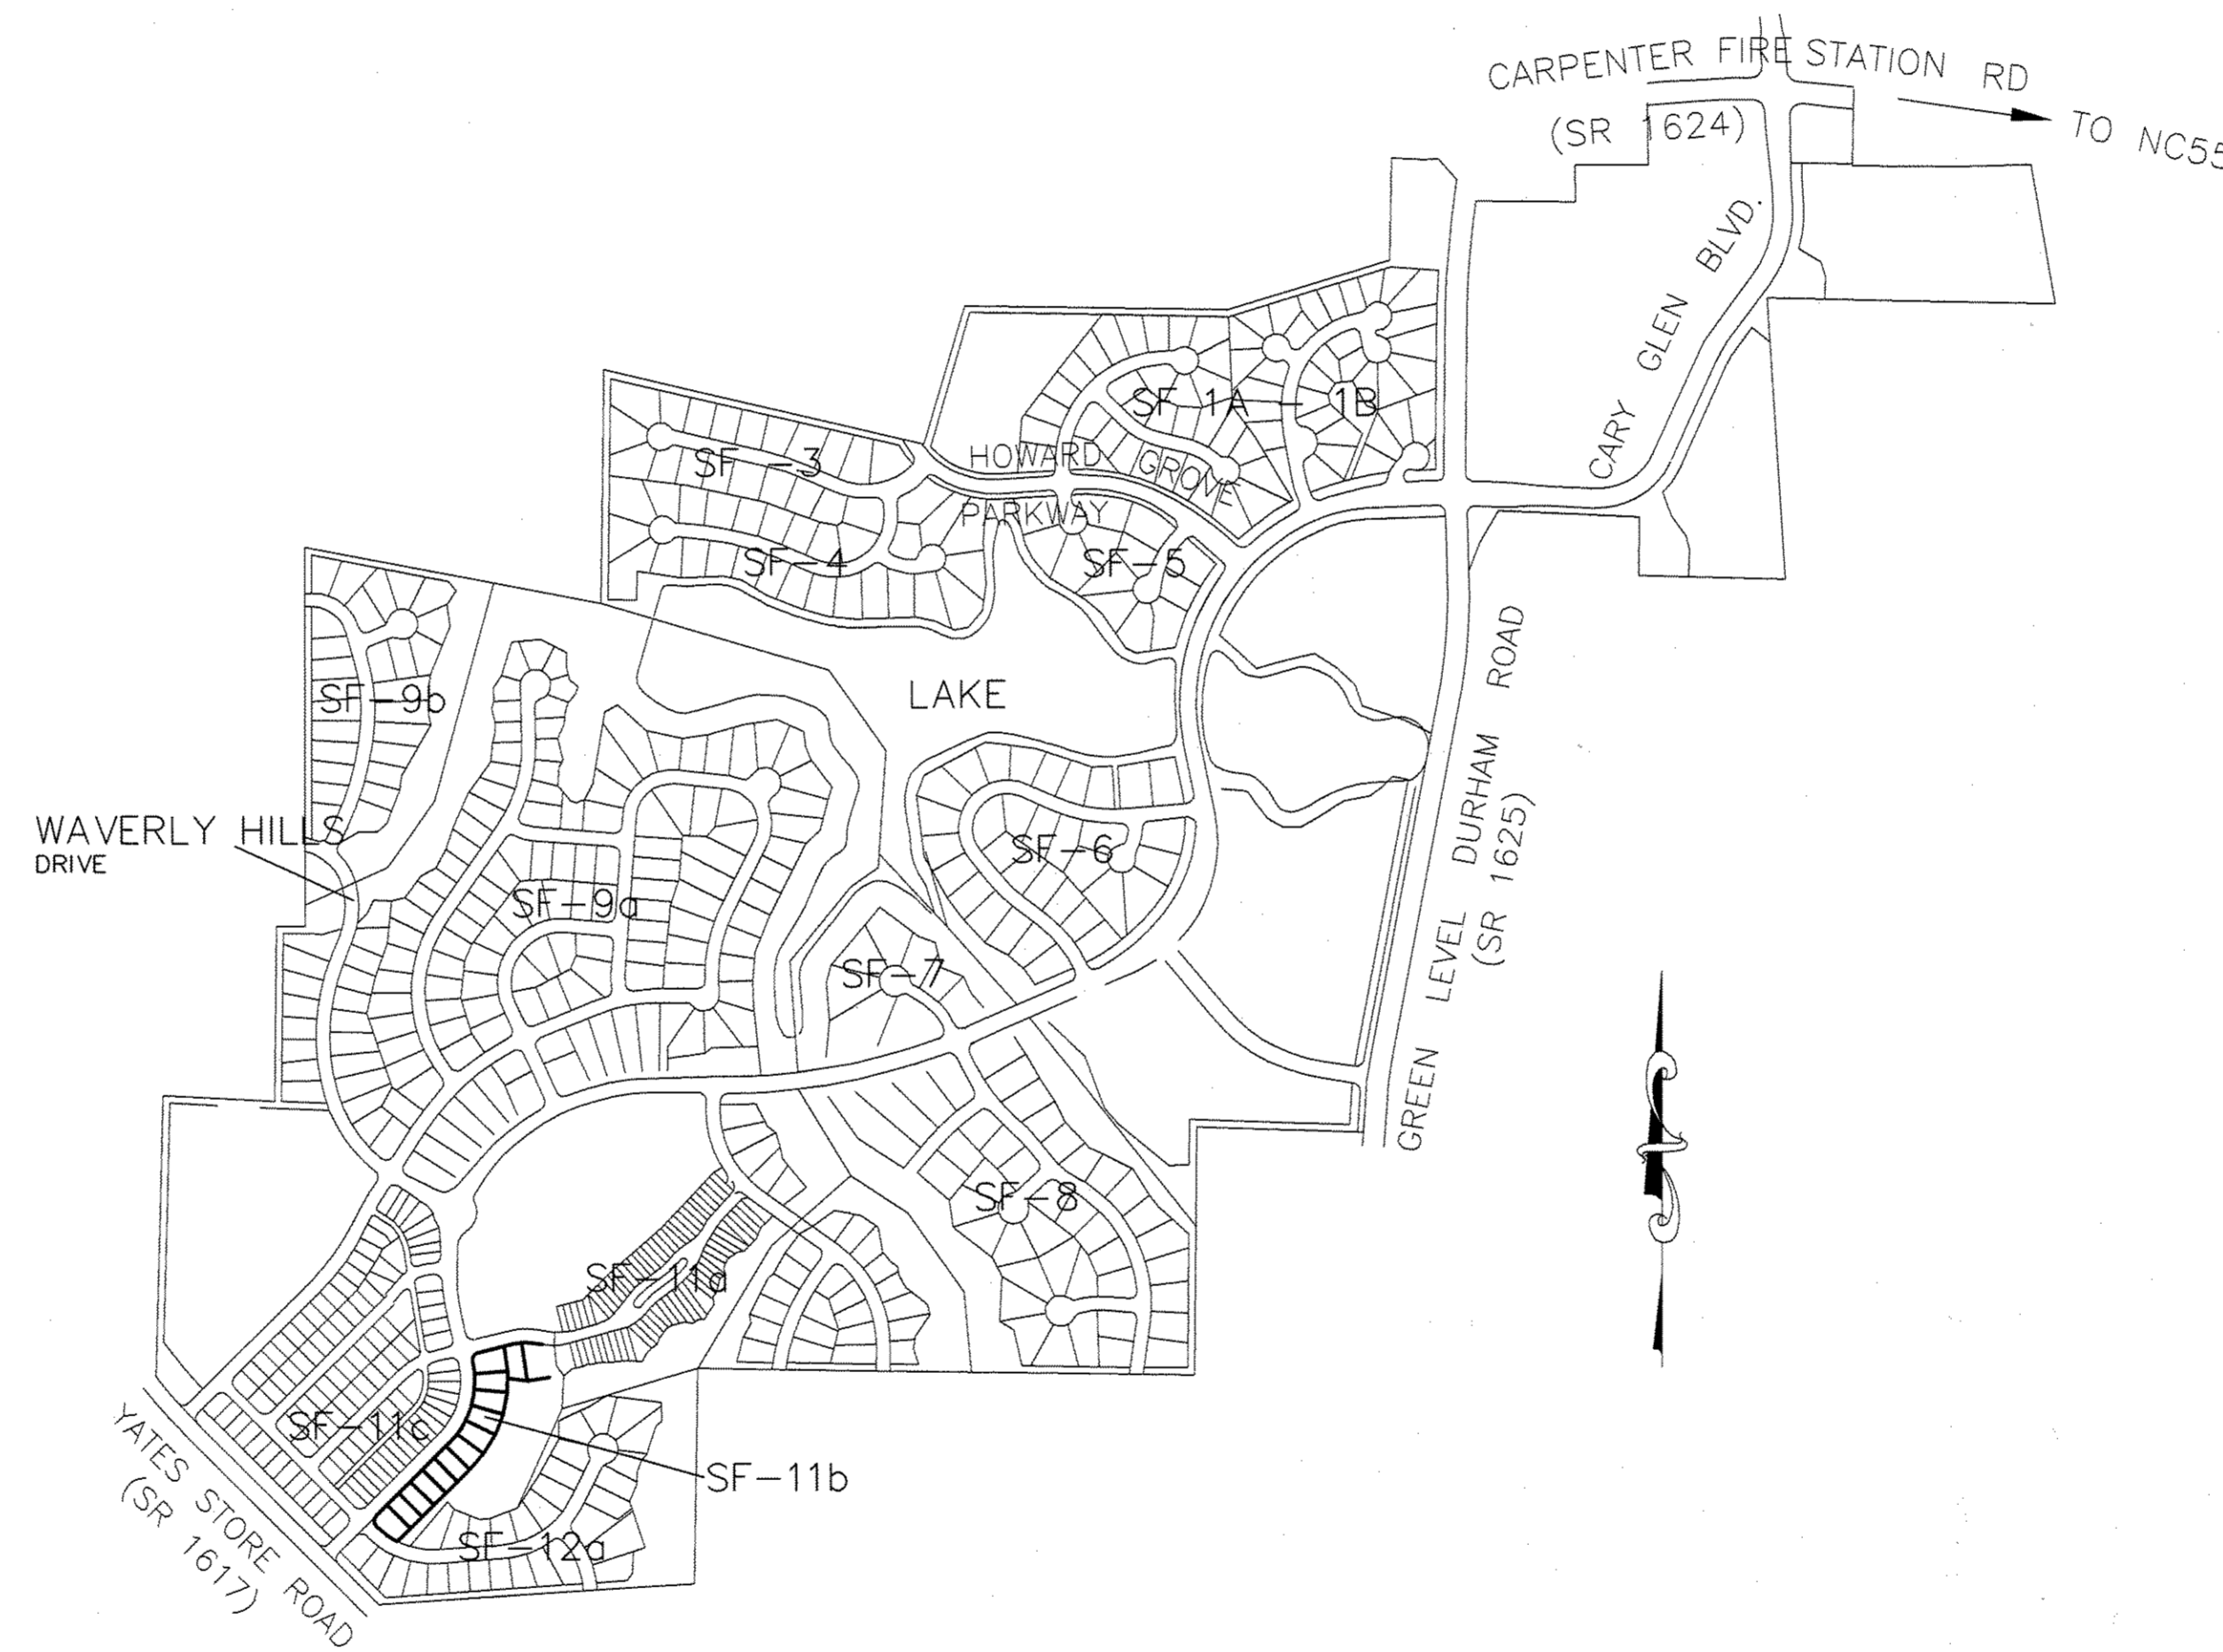 CARPENTER FIRE STATION RD
(SR 1624)
TO NC55
CARY GLEN BLVD.
SF 1A - 1B
HOWARD GROVE
PARKWAY
SF -3
SF-4
SF-5
SF-9b
LAKE
GREEN LEVEL DURHAM ROAD
(SR 1625)
WAVERLY HILLS
DRIVE
SF-6
SF-9a
SF-7
SF-8
SF-11a
SF-11c
SF-11b
SF-12a
YATES STORE ROAD
(SR 1617)